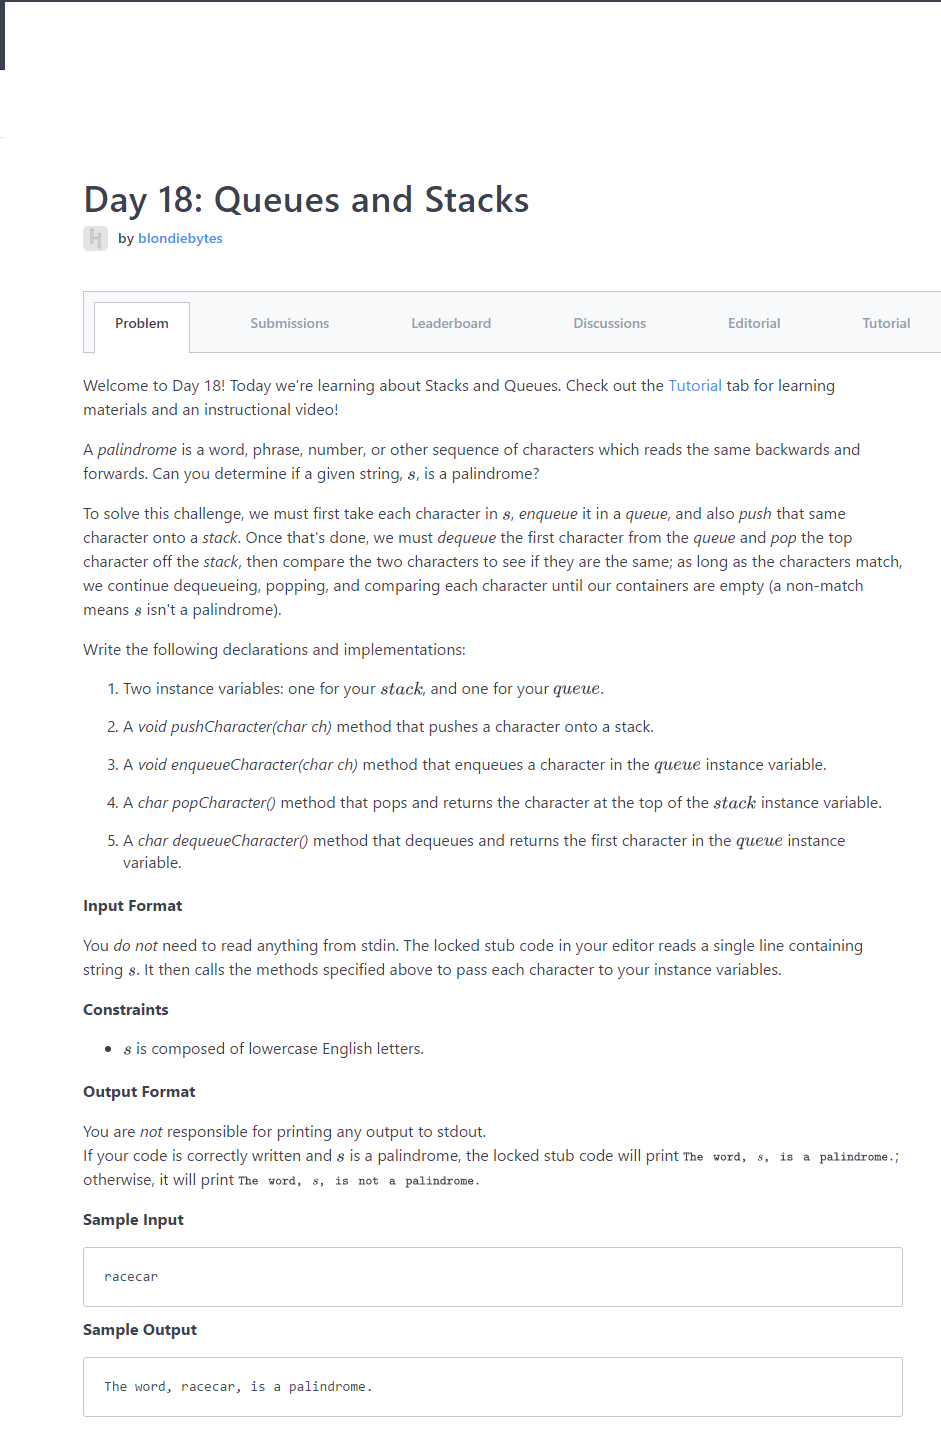 Day 18: Queues and Stacks
by blondiebytes
Problem Submissions Leaderboard Discussions Editorial Tutorial
Welcome to Day 18! Today we're learning about Stacks and Queues. Check out the Tutorial tab for learning
materials and an instructional video!
A palindrome is a word, phrase, number, or other sequence of characters which reads the same backwards and
forwards. Can you determine if a given string, s, is a palindrome?
To solve this challenge, we must first take each character in s, enqueue it in a queue, and also push that same
character onto a stack. Once that's done, we must dequeue the first character from the queue and pop the top
character off the stack, then compare the two characters to see if they are the same; as long as the characters match,
we continue dequeueing, popping, and comparing each character until our containers are empty (a non-match
means s isn't a palindrome).
Write the following declarations and implementations:
1. Two instance variables: one for your stack, and one for your queue.
2. A void pushCharacter(char ch) method that pushes a character onto a stack.
3. A void enqueueCharacter(char ch) method that enqueues a character in the queue instance variable.
4. A char popCharacter() method that pops and returns the character at the top of the stack instance variable.
5. A char dequeueCharacter() method that dequeues and returns the first character in the queue instance
variable.
Input Format
You do not need to read anything from stdin. The locked stub code in your editor reads a single line containing
string s. It then calls the methods specified above to pass each character to your instance variables.
Constraints
• s is composed of lowercase English letters.
Output Format
You are not responsible for printing any output to stdout.
If your code is correctly written and s is a palindrome, the locked stub code will print The word, s, is a palindrome.;
otherwise, it will print The word, s, is not a palindrome.
Sample Input
racecar
Sample Output
The word, racecar, is a palindrome.